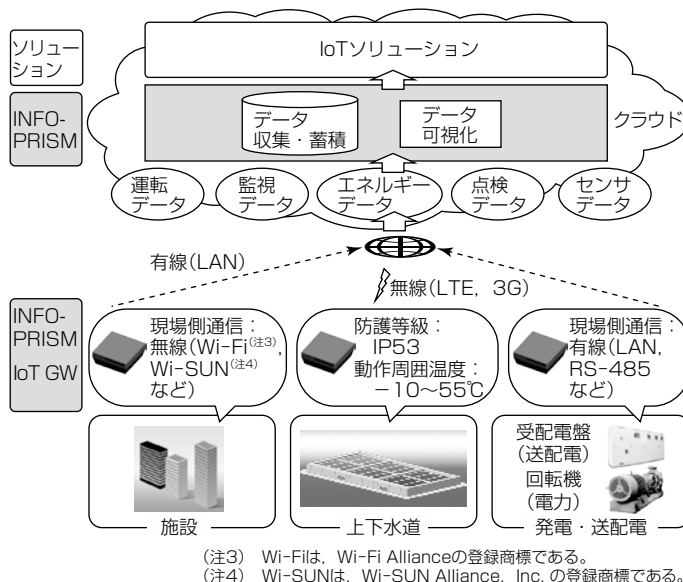 ソリュー
ション
IoTソリューション
INFO-
PRISM
データ
収集・蓄積
データ
可視化
クラウド
運転
データ
監視
データ
エネルギー
データ
点検
データ
センサ
データ
有線(LAN)
無線(LTE, 3G)
INFO-
PRISM
IoT GW
現場側通信：
無線(Wi-Fi(注3),
Wi-SUN(注4)
など)
防護等級：
IP53
動作周囲温度：
－10～55℃
現場側通信：
有線(LAN,
RS-485
など)
施設
上下水道
受配電盤
(送配電)
回転機
(電力)
発電・送配電
(注3) Wi-Fiは，Wi-Fi Allianceの登録商標である。
(注4) Wi-SUNは，Wi-SUN Alliance, Inc. の登録商標である。